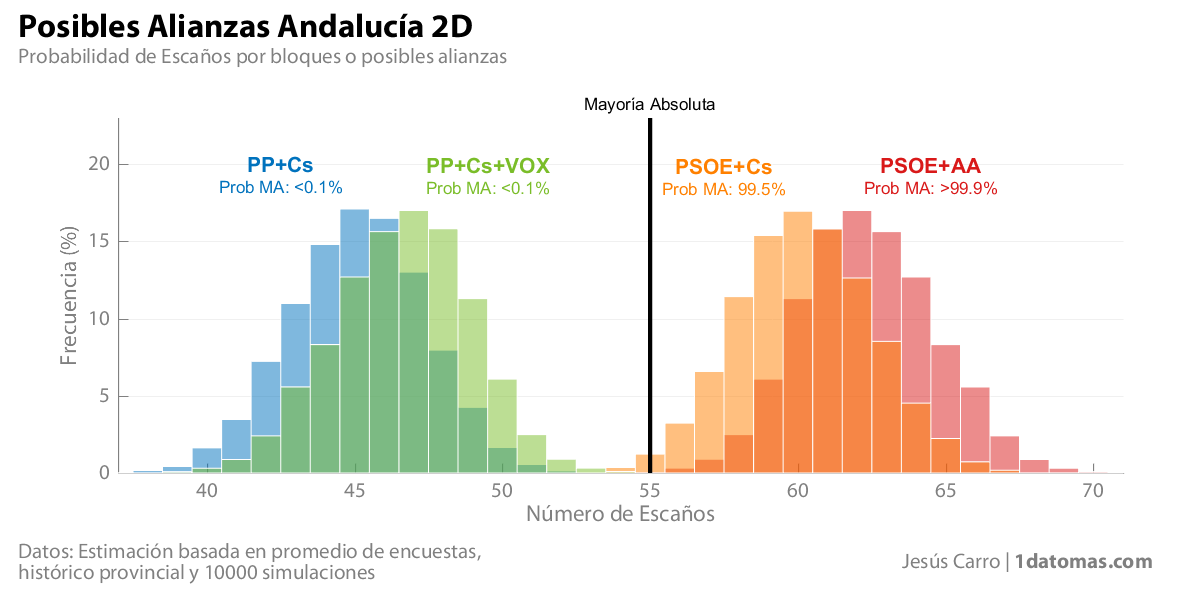 Posibles Alianzas Andalucía 2D
Probabilidad de Escaños por bloques o posibles alianzas
Mayoría Absoluta
PP+Cs
Prob MA: <0.1%
PP+Cs+VOX
Prob MA: <0.1%
PSOE+Cs
Prob MA: 99.5%
PSOE+AA
Prob MA: >99.9%
Frecuencia (%)
20
15
10
5
0
40 45 50 55 60 65 70
Número de Escaños
Datos: Estimación basada en promedio de encuestas,
histórico provincial y 10000 simulaciones
Jesús Carro | 1datomas.com